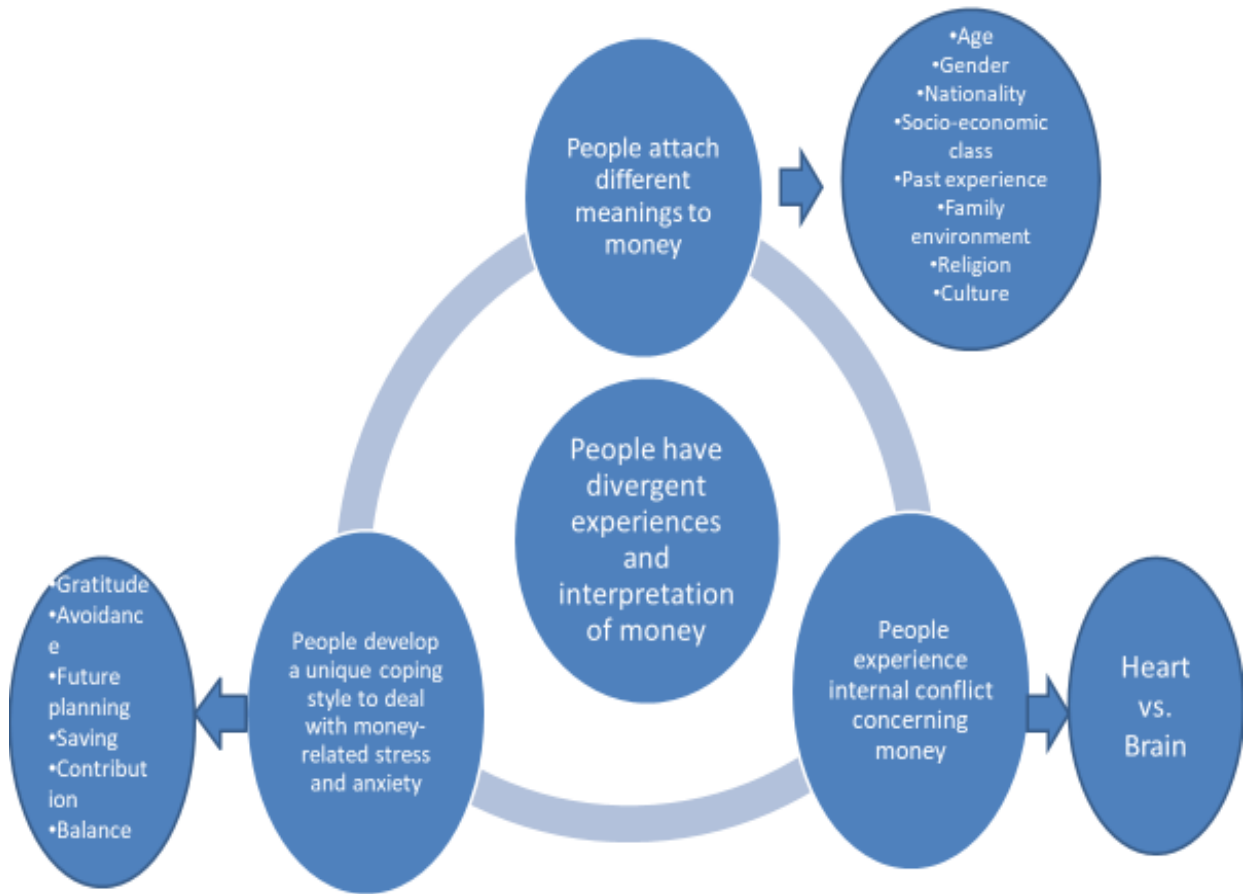 People attach
different
meanings to
money
•Age
•Gender
•Nationality
•Socio-economic
class
•Past experience
•Family
environment
•Religion
•Culture
People have
divergent
experiences
and
interpretation
of money
People
experience
internal conflict
concerning
money
Heart
vs.
Brain
People develop
a unique coping
style to deal
with money-
related stress
and anxiety
•Gratitude
•Avoidanc
e
•Future
planning
•Saving
•Contribut
ion
•Balance